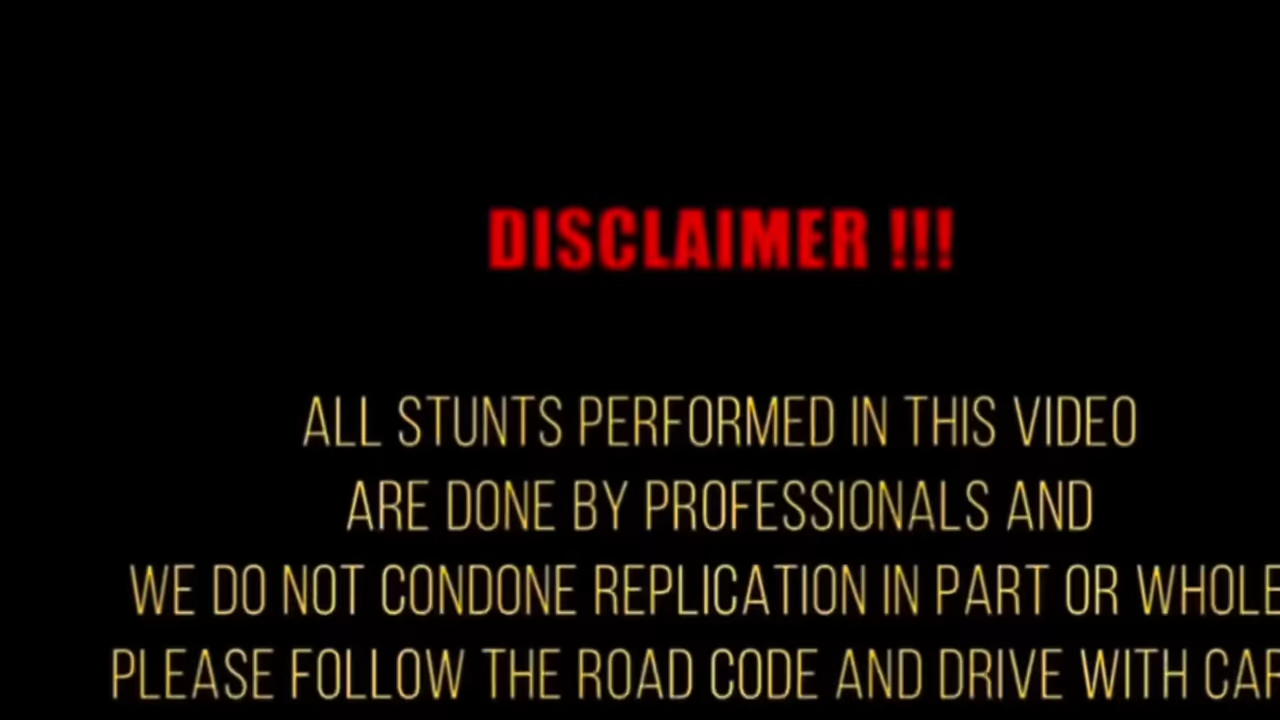 DISCLAIMER !!!
ALL STUNTS PERFORMED IN THIS VIDEO
ARE DONE BY PROFESSIONALS AND
WE DO NOT CONDONE REPLICATION IN PART OR WHOLE
PLEASE FOLLOW THE ROAD CODE AND DRIVE WITH